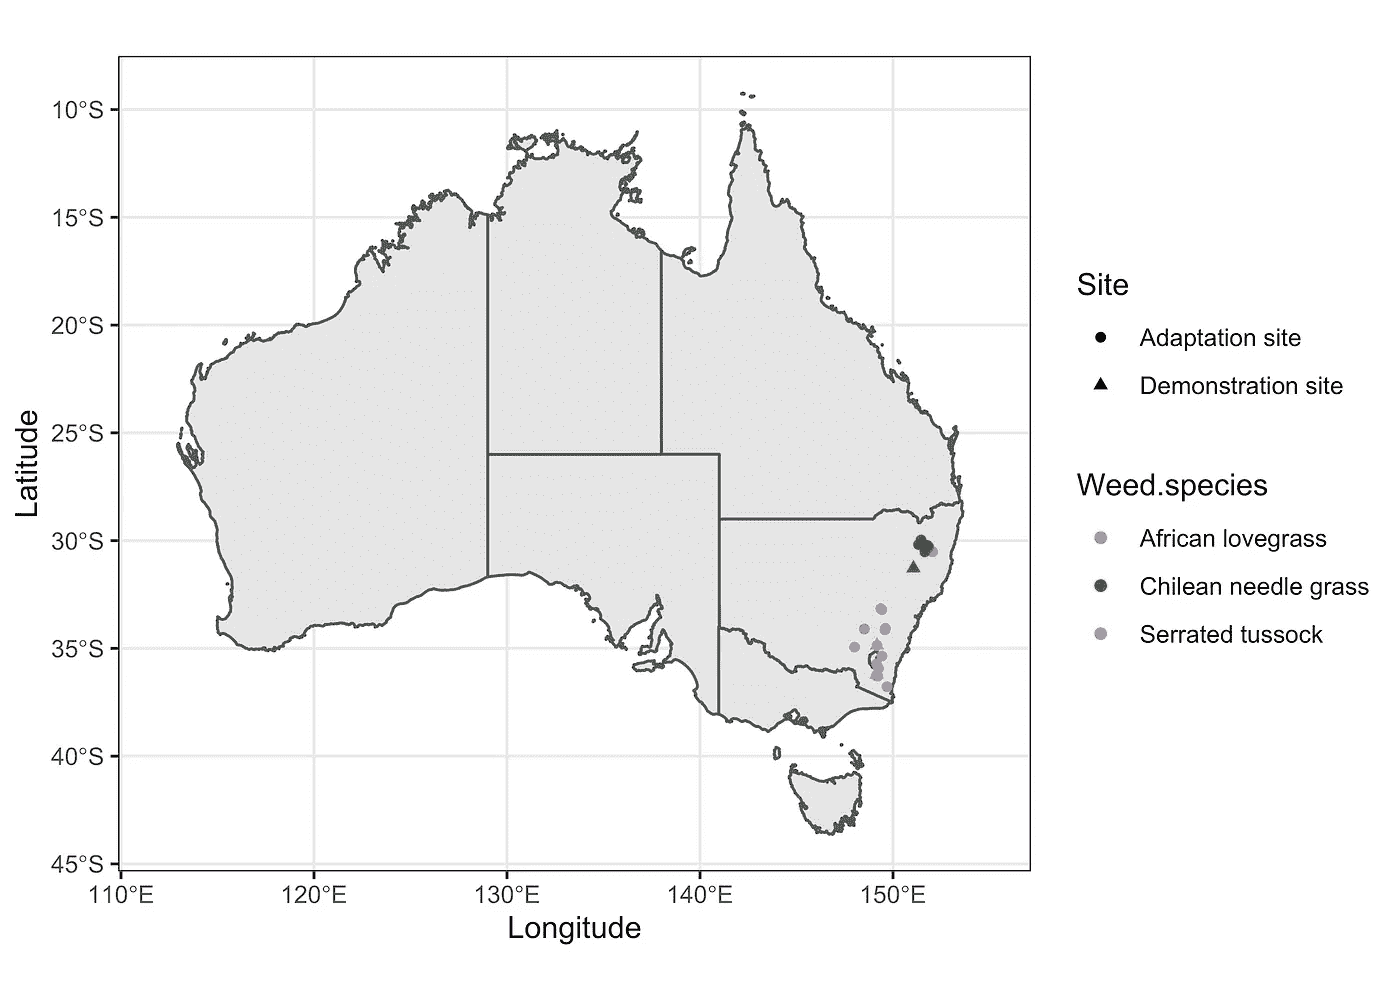 10°S
15°S
20°S
25°S
30°S
35°S
40°S
45°S
Latitude
110°E
120°E
130°E
140°E
150°E
Longitude
Site
Adaptation site
Demonstration site
Weed.species
African lovegrass
Chilean needle grass
Serrated tussock